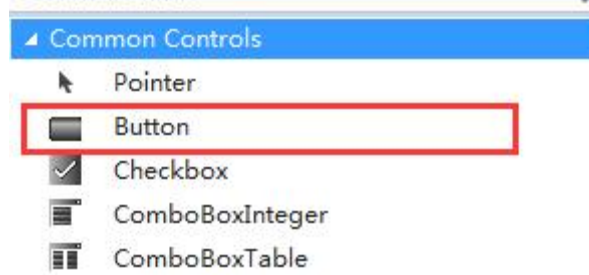 Common Controls
Pointer
Button
Checkbox
ComboBoxInteger
ComboBoxTable